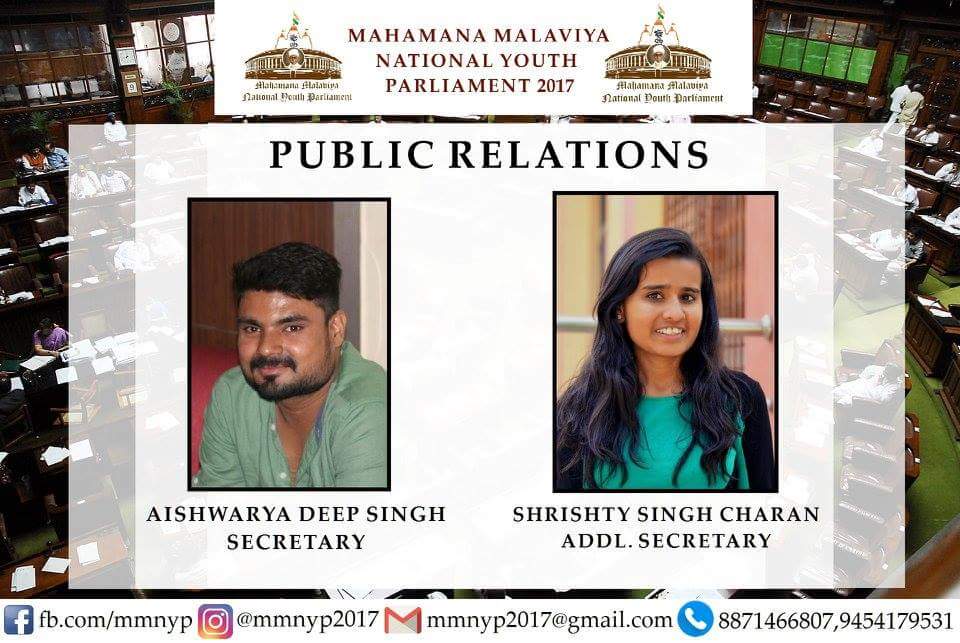 MAHAMANA MALAVIYA
NATIONAL YOUTH
PARLIAMENT 2017
Mahamana Malaviya
National Youth Parliament
Mahamana Malaviya
National Youth Parliament
PUBLIC RELATIONS
AISHWARYA DEEP SINGH
SECRETARY
SHRISHTY SINGH CHARAN
ADDL. SECRETARY
fb.com/mmnyp @mmnyp2017 mmnyp2017@gmail.com 8871466807,9454179531